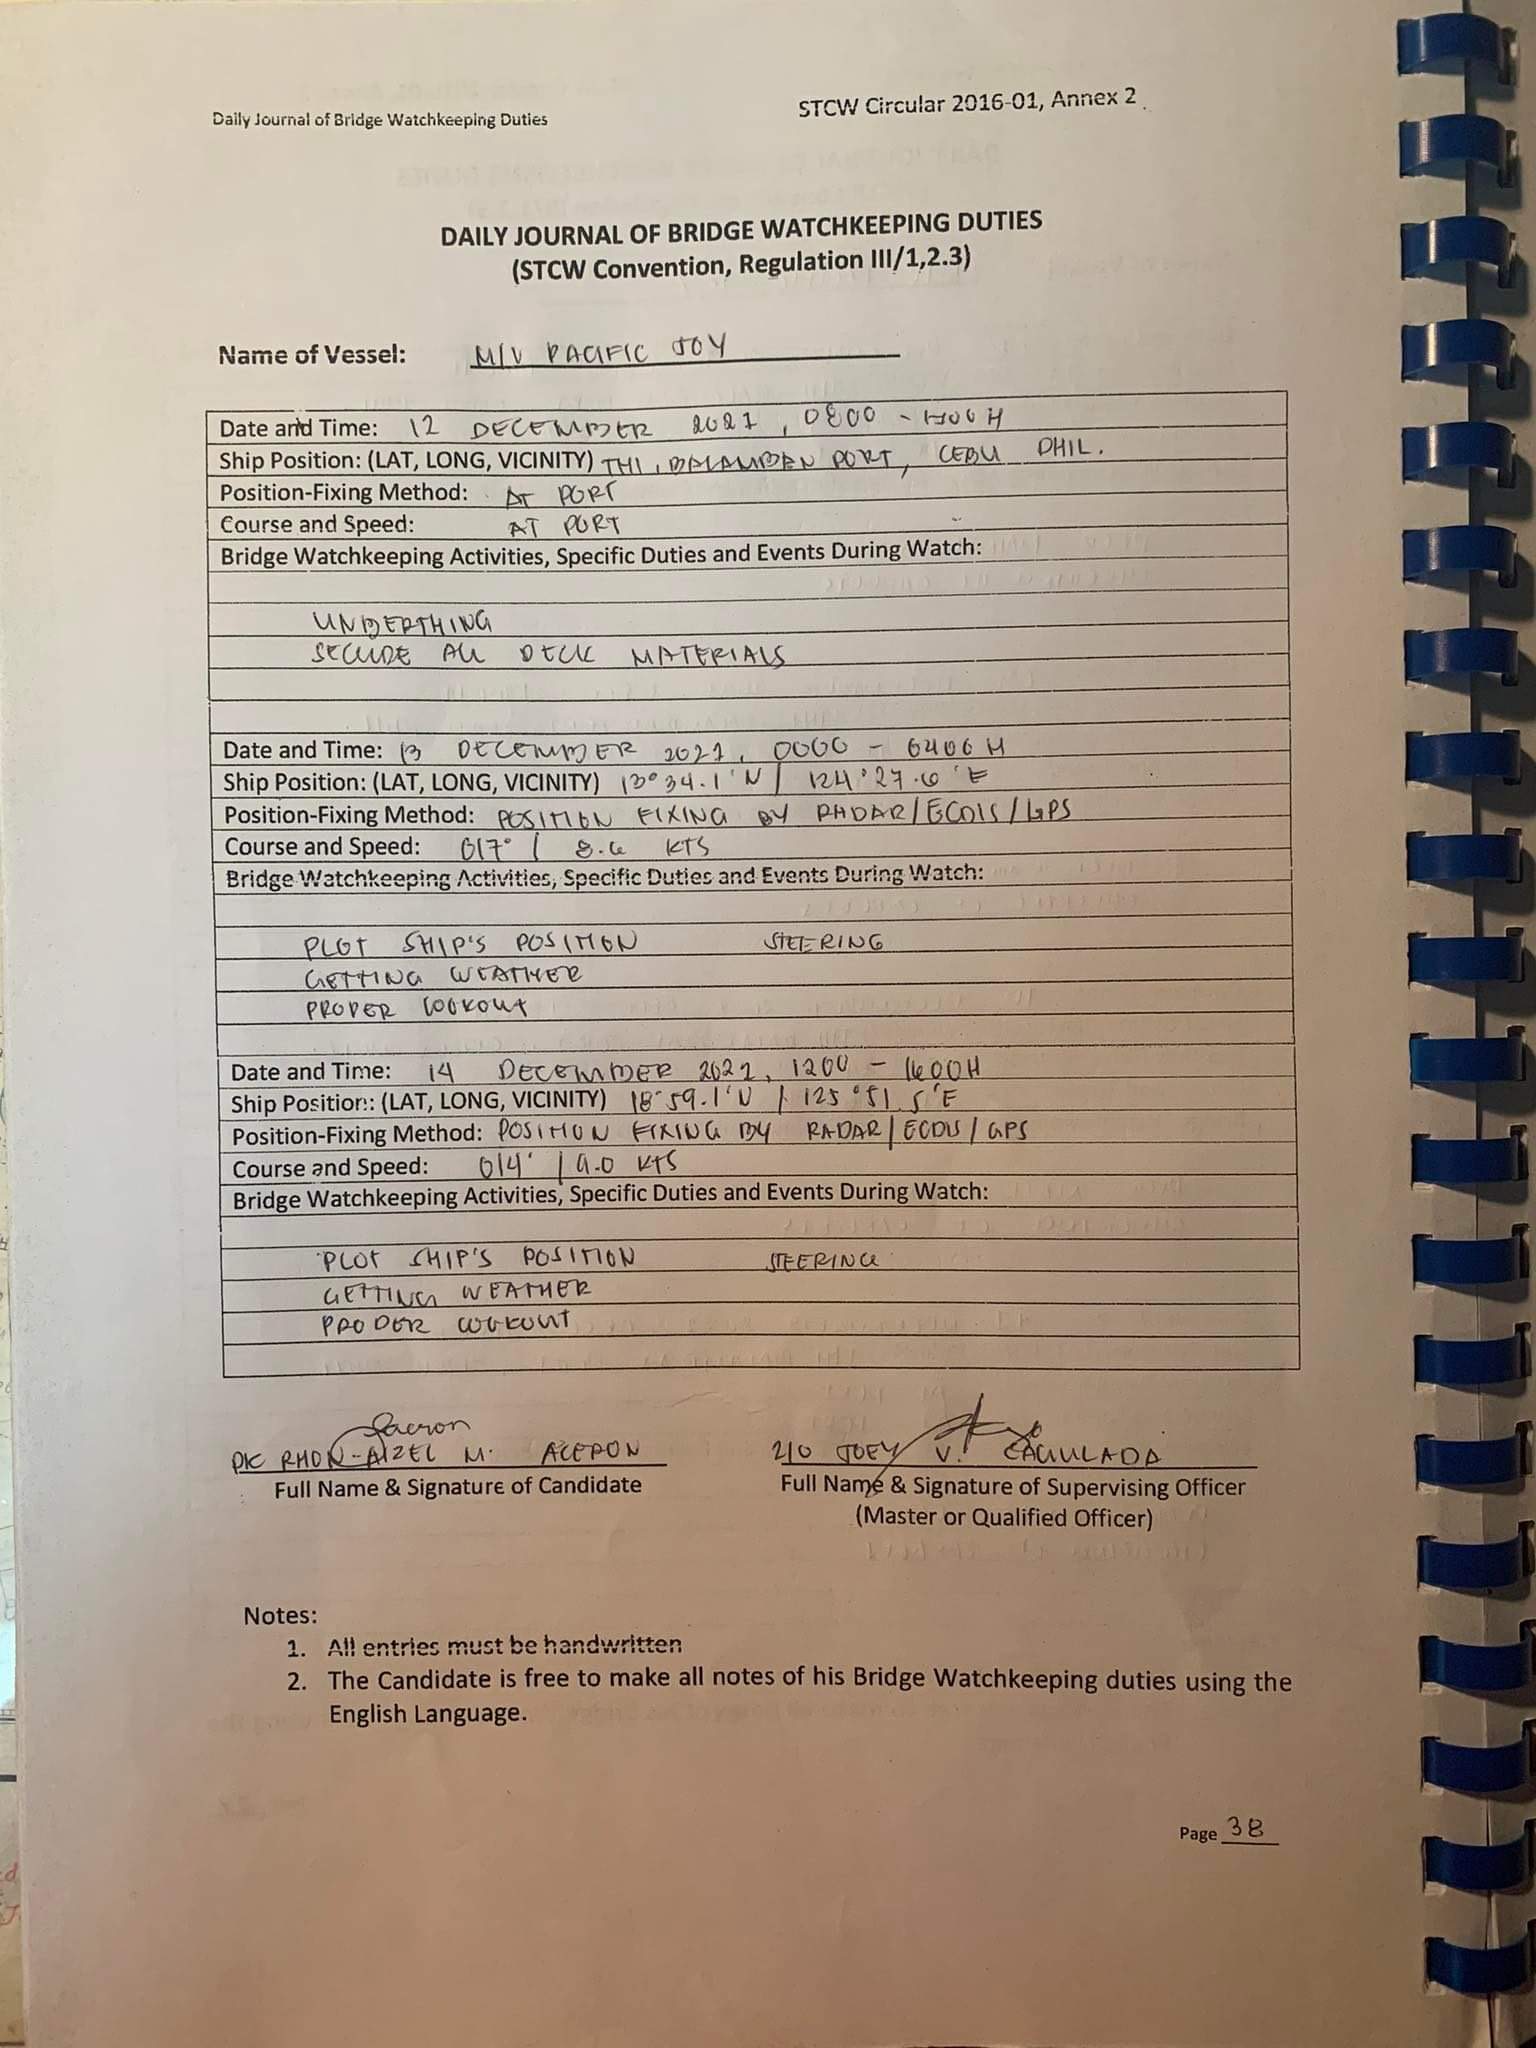 Daily Journal of Bridge Watchkeeping Duties
STCW Circular 2016-01, Annex 2
DAILY JOURNAL OF BRIDGE WATCHKEEPING DUTIES
(STCW Convention, Regulation III/1,2.3)
Name of Vessel: M/V PACIFIC JOY
Date and Time: 12 DECEMBER 2021, 0800 - 1700 H
Ship Position: (LAT, LONG, VICINITY) THI, BALAMBAN PORT, CEBU PHIL.
Position-Fixing Method: AT PORT
Course and Speed: AT PORT
Bridge Watchkeeping Activities, Specific Duties and Events During Watch:
UNBERTHING
SECURE ALL DECK MATERIALS
Date and Time: 13 DECEMBER 2021, 0000 - 0400 H
Ship Position: (LAT, LONG, VICINITY) 13°34.1'N / 124°27.6'E
Position-Fixing Method: POSITION FIXING BY RADAR/ECDIS/GPS
Course and Speed: 017° / 8.6 KTS
Bridge Watchkeeping Activities, Specific Duties and Events During Watch:
PLOT SHIP'S POSITION STEERING
GETTING WEATHER
PROPER LOOKOUT
Date and Time: 14 DECEMBER 2021, 1200 - 1600H
Ship Position: (LAT, LONG, VICINITY) 18°59.1'N / 125°51.5'E
Position-Fixing Method: POSITION FIXING BY RADAR/ECDIS/GPS
Course and Speed: 014° / 9.0 KTS
Bridge Watchkeeping Activities, Specific Duties and Events During Watch:
PLOT SHIP'S POSITION STEERING
GETTING WEATHER
PROPER LOOKOUT
RHON-AIZEL M. ACERON 2/O JOEY V. CAGULADA
Full Name & Signature of Candidate Full Name & Signature of Supervising Officer
(Master or Qualified Officer)
Notes:
1. All entries must be handwritten
2. The Candidate is free to make all notes of his Bridge Watchkeeping duties using the
English Language.
Page 38